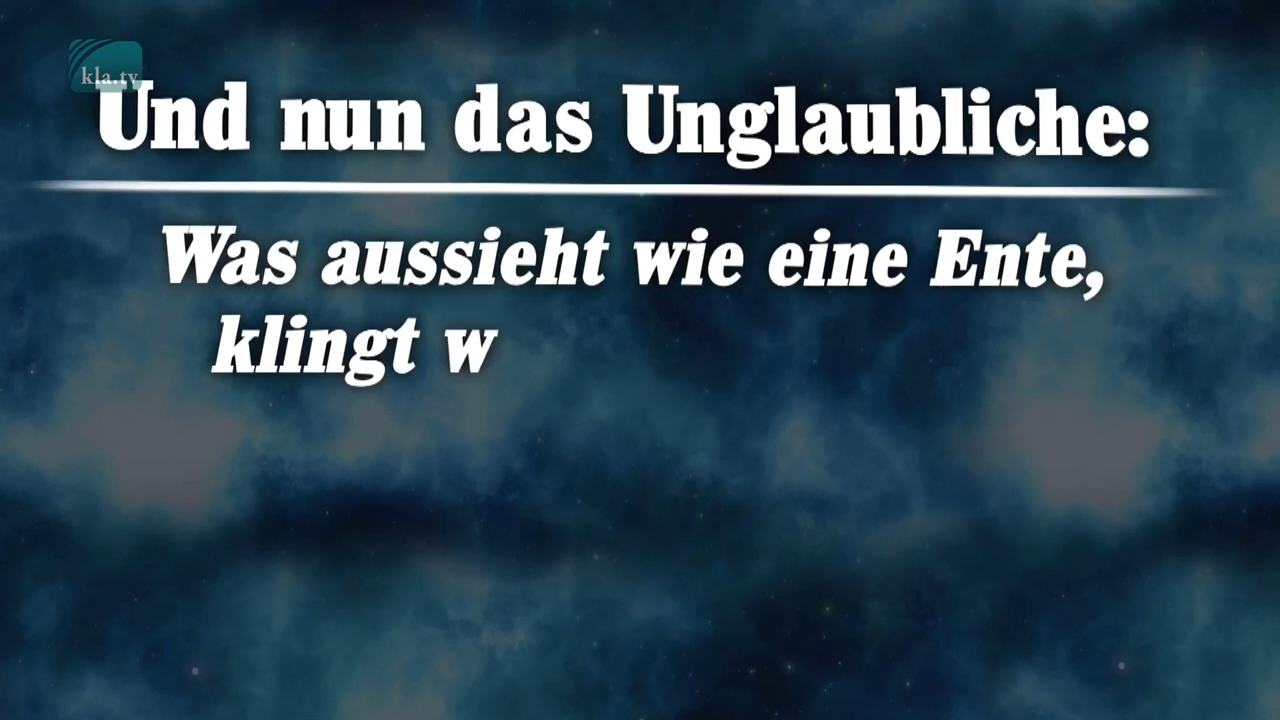 kla.tv
Und nun das Unglaubliche:
Was aussieht wie eine Ente,
klingt w